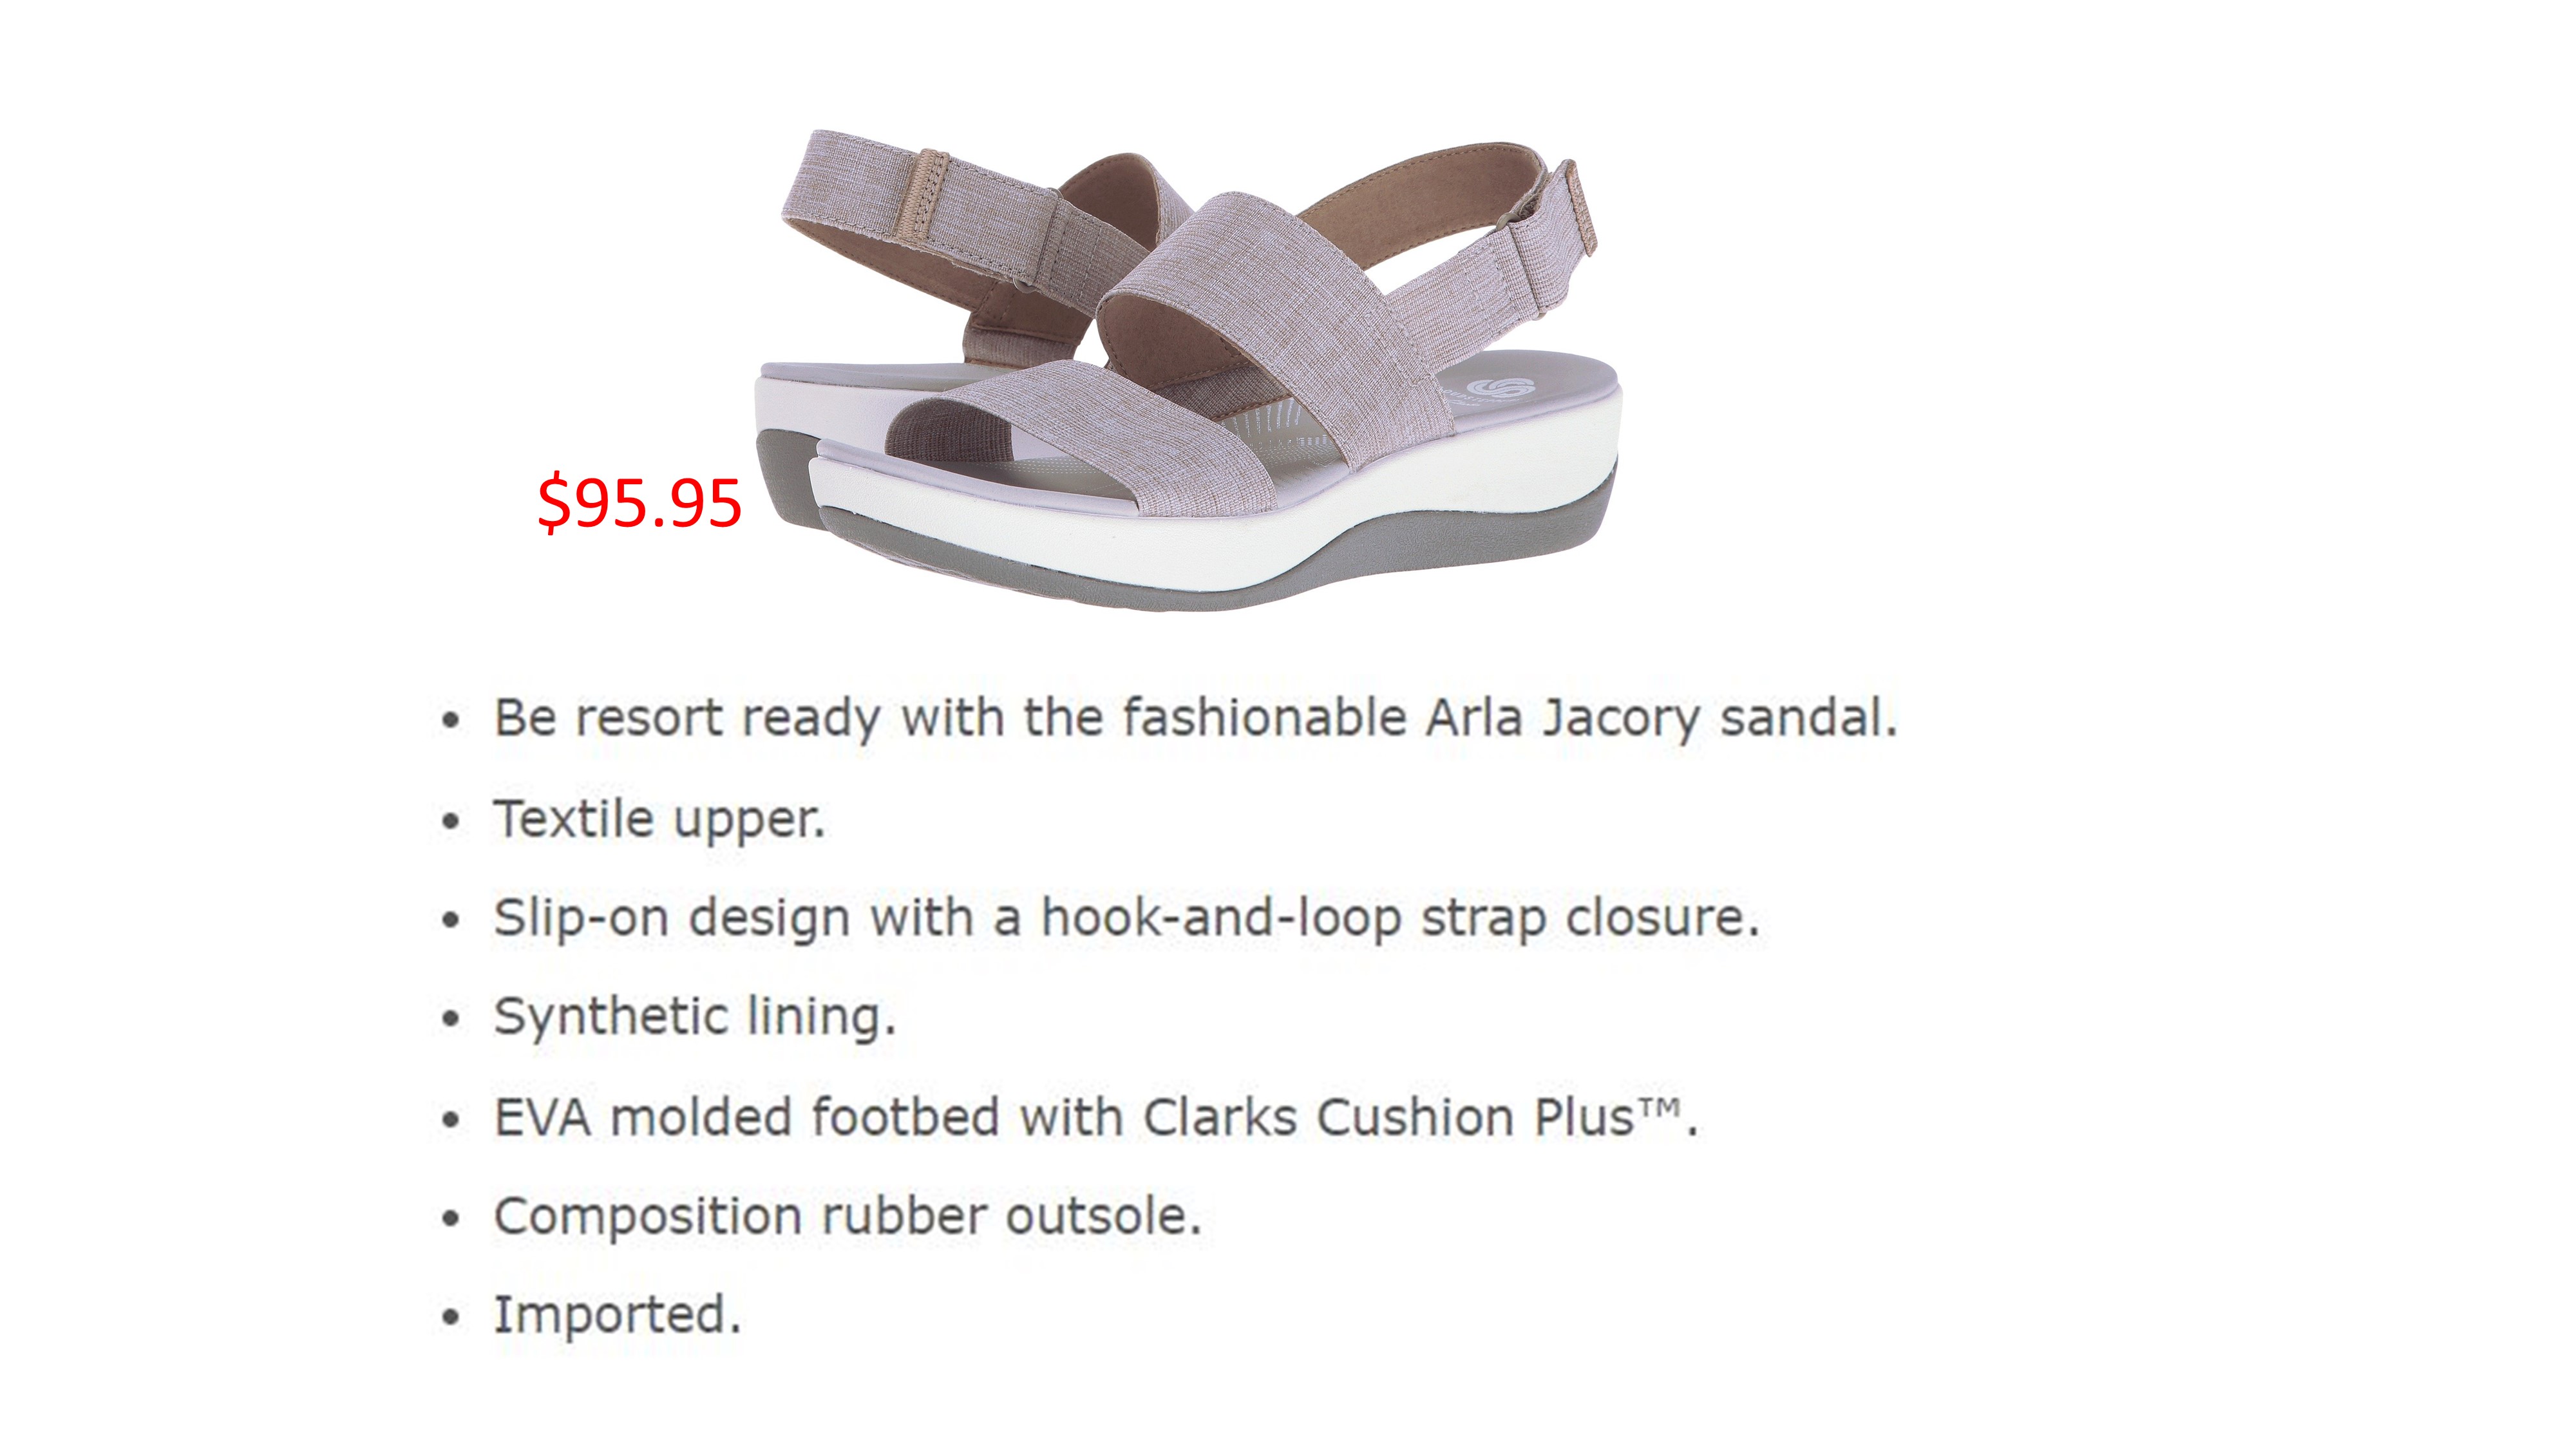 $95.95
• Be resort ready with the fashionable Arla Jacory sandal.
• Textile upper.
• Slip-on design with a hook-and-loop strap closure.
• Synthetic lining.
• EVA molded footbed with Clarks Cushion Plus™.
• Composition rubber outsole.
• Imported.